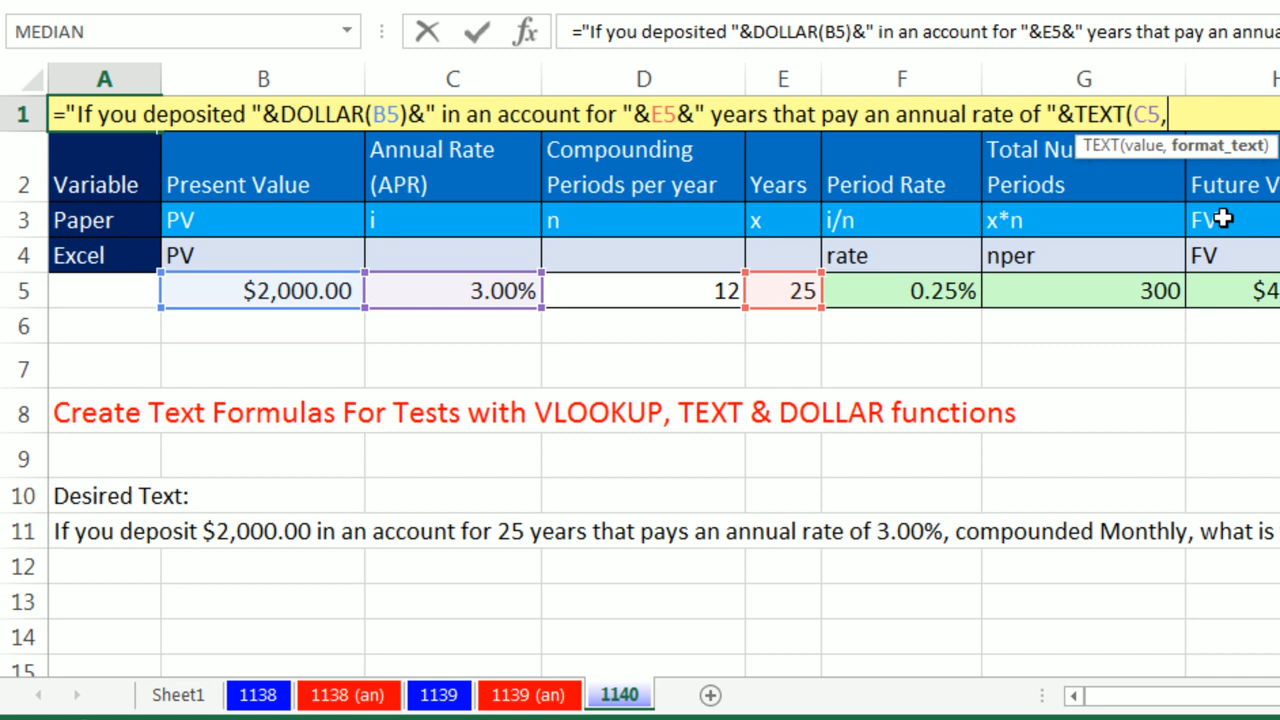 MEDIAN
fx
="If you deposited "&DOLLAR(B5)&" in an account for "&E5&" years that pay an annua
A B C D E F G H
1 ="If you deposited "&DOLLAR(B5)&" in an account for "&E5&" years that pay an annual rate of "&TEXT(C5,
TEXT(value, format_text)
2 Variable Present Value Annual Rate (APR) Compounding Periods per year Years Period Rate Total Nu Periods Future V
3 Paper PV i n x i/n x*n FV
4 Excel PV rate nper FV
5 $2,000.00 3.00% 12 25 0.25% 300 $4
6
7
8 Create Text Formulas For Tests with VLOOKUP, TEXT & DOLLAR functions
9
10 Desired Text:
11 If you deposit $2,000.00 in an account for 25 years that pays an annual rate of 3.00%, compounded Monthly, what is
12
13
14
15
Sheet1 1138 1138 (an) 1139 1139 (an) 1140